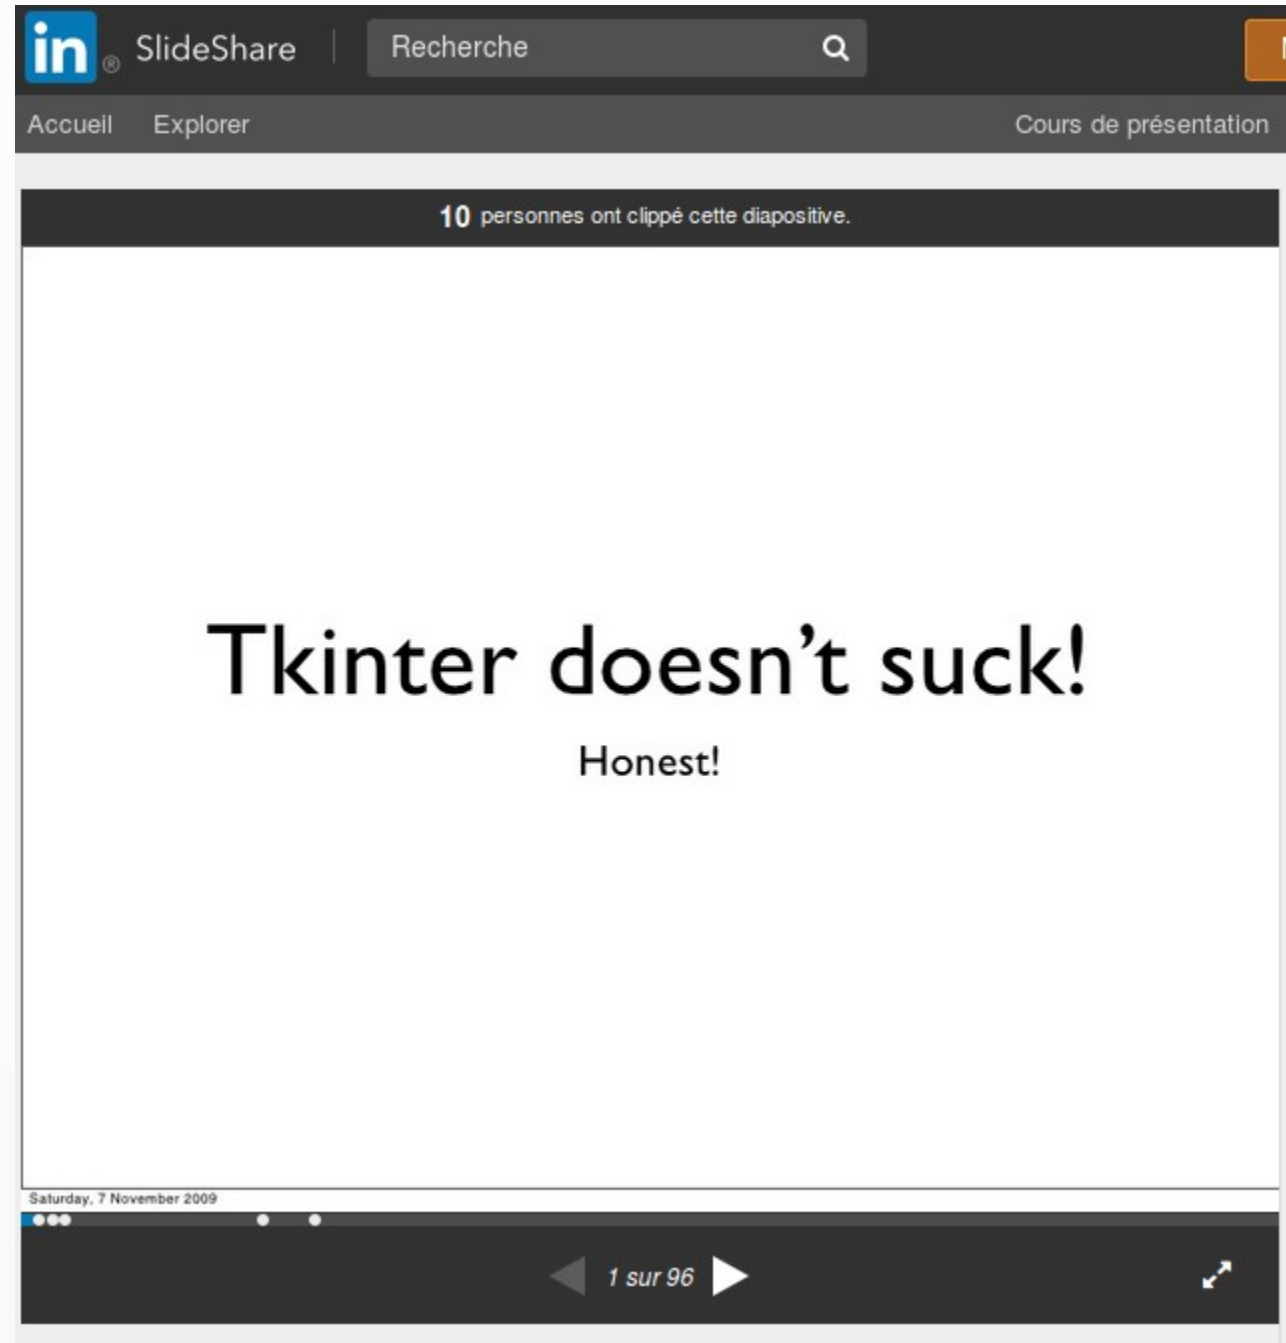 in® SlideShare Recherche
Accueil Explorer Cours de présentation
10 personnes ont clippé cette diapositive.
Tkinter doesn’t suck!
Honest!
Saturday, 7 November 2009
1 sur 96